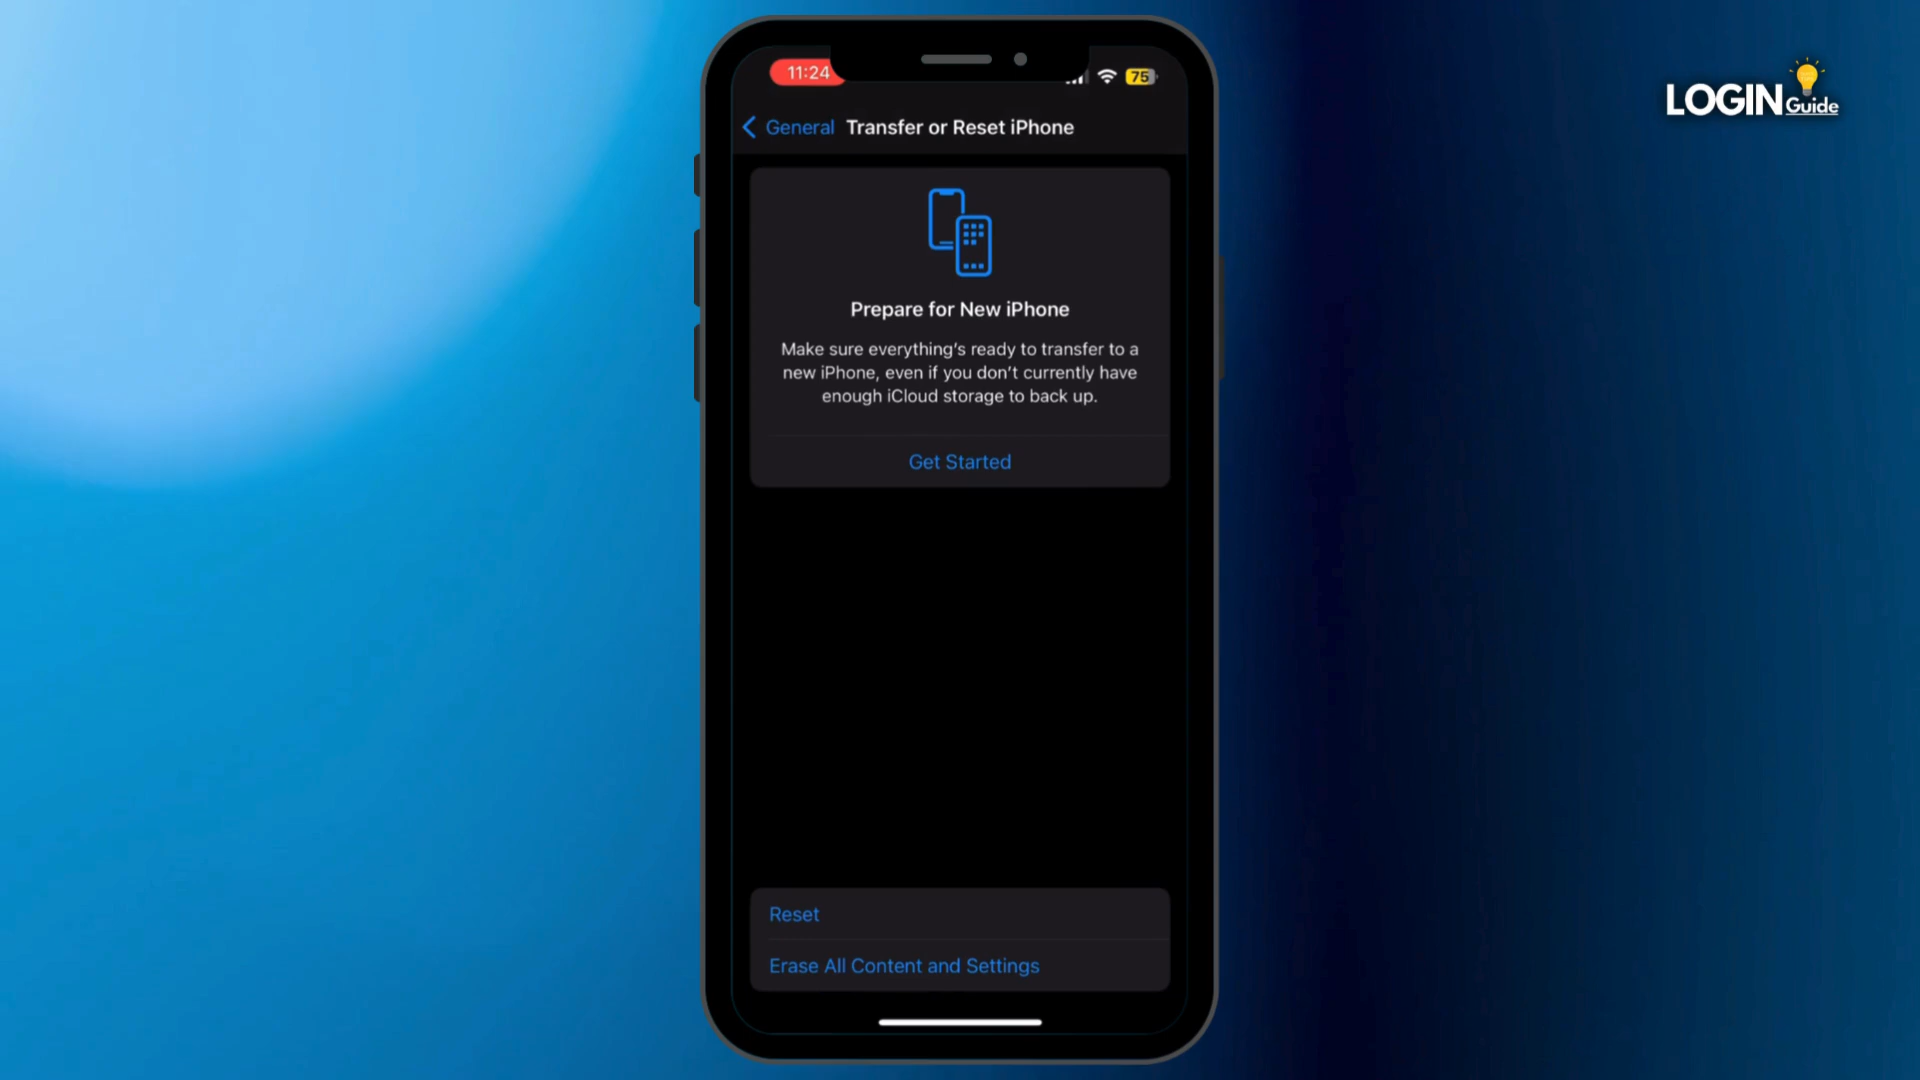 11:24
75
LOGIN Guide
General Transfer or Reset iPhone
Prepare for New iPhone
Make sure everything's ready to transfer to a
new iPhone, even if you don't currently have
enough iCloud storage to back up.
Get Started
Reset
Erase All Content and Settings